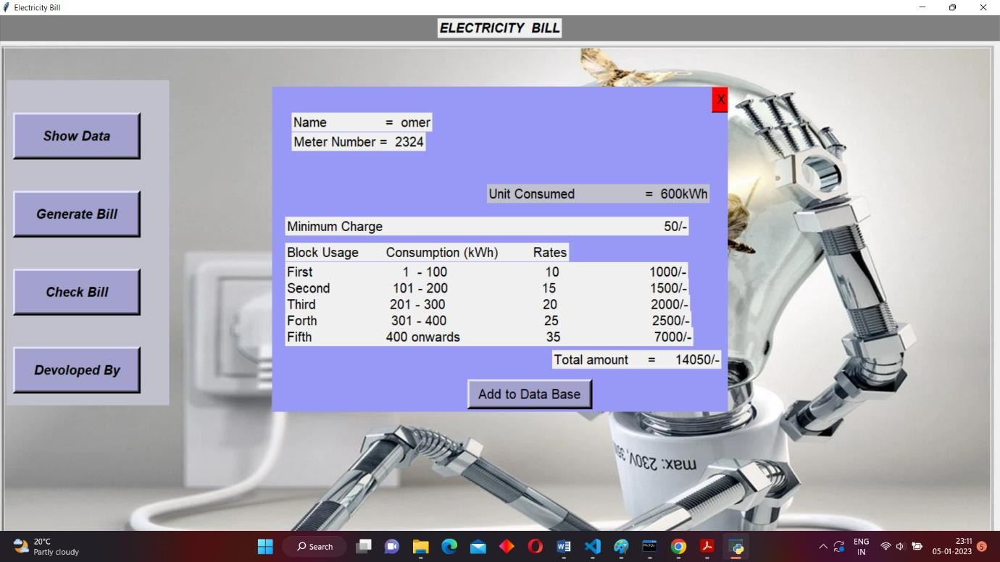 Electricity Bill
ELECTRICITY BILL
Show Data
Generate Bill
Check Bill
Devoloped By
X
Name = omer
Meter Number = 2324
Unit Consumed = 600kWh
Minimum Charge 50/-
Block Usage Consumption (kWh) Rates
First 1 - 100 10 1000/-
Second 101 - 200 15 1500/-
Third 201 - 300 20 2000/-
Forth 301 - 400 25 2500/-
Fifth 400 onwards 35 7000/-
Total amount = 14050/-
Add to Data Base
max: 230V,
20°C
Partly cloudy
Search
ENG
IN
23:11
05-01-2023
5